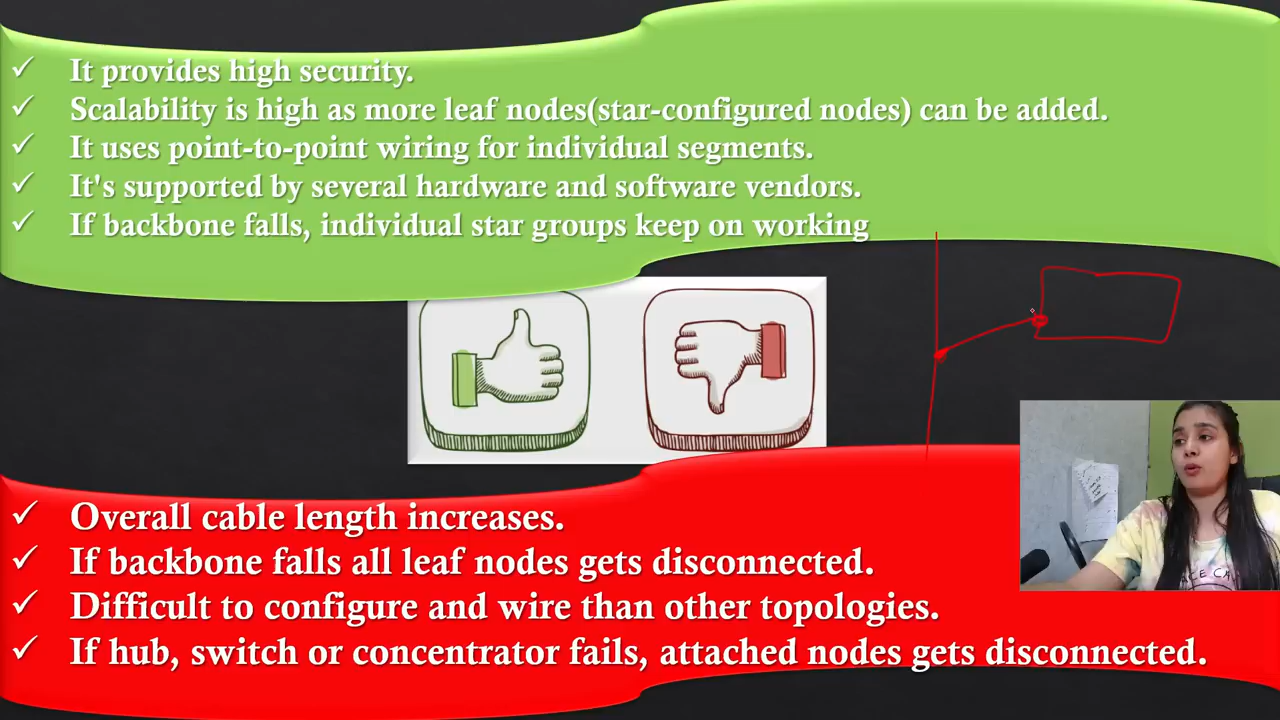 ✓ It provides high security.
✓ Scalability is high as more leaf nodes(star-configured nodes) can be added.
✓ It uses point-to-point wiring for individual segments.
✓ It's supported by several hardware and software vendors.
✓ If backbone falls, individual star groups keep on working
✓ Overall cable length increases.
✓ If backbone falls all leaf nodes gets disconnected.
✓ Difficult to configure and wire than other topologies.
✓ If hub, switch or concentrator fails, attached nodes gets disconnected.